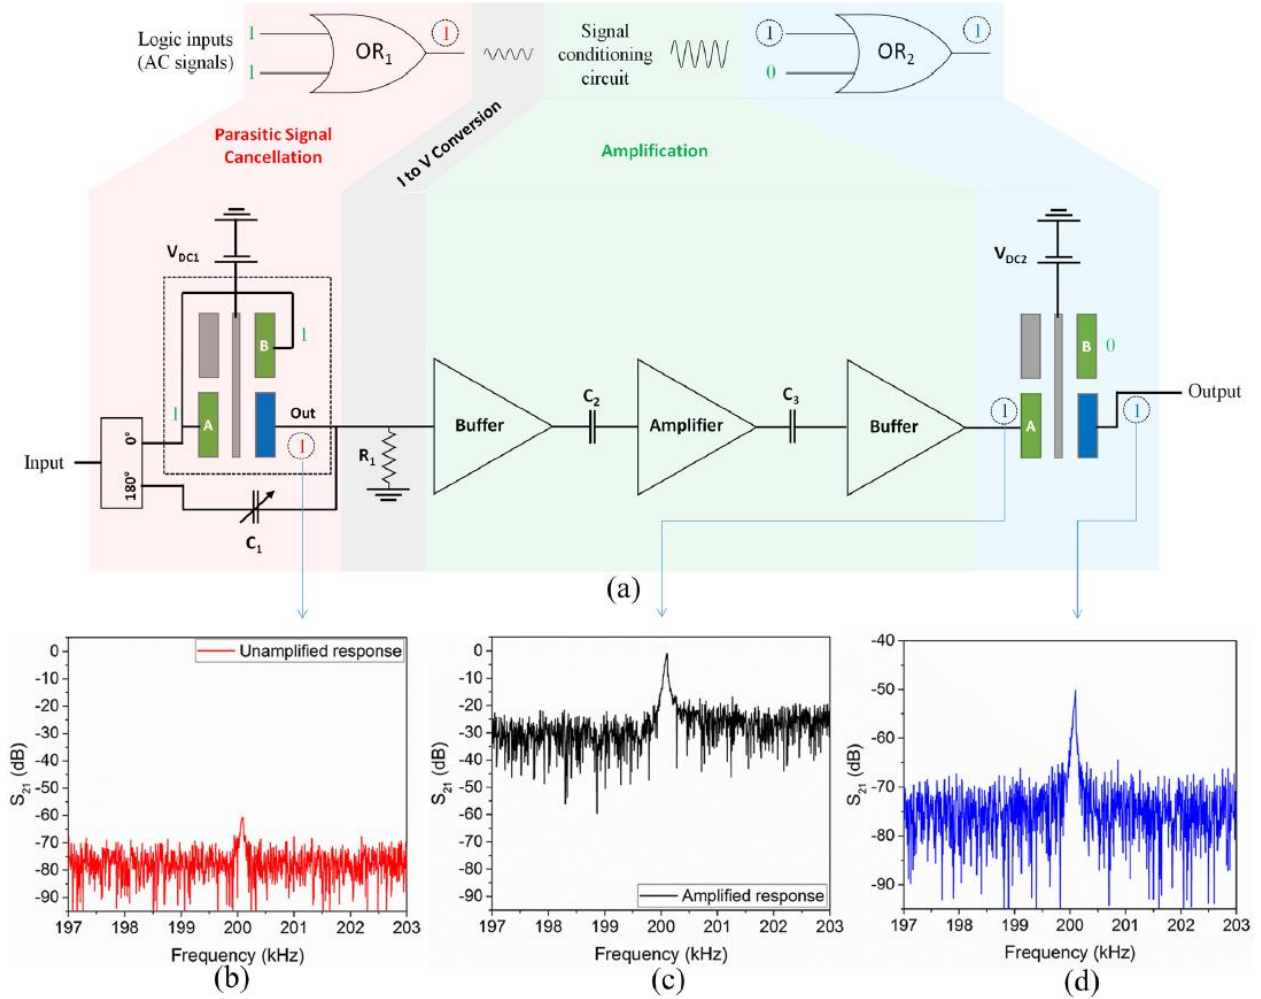 Logic inputs
(AC signals)
1
1
OR1
1
Signal
conditioning
circuit
1
0
OR2
1
Parasitic Signal
Cancellation
I to V Conversion
Amplification
VDC1
B
1
1
A
Out
1
Input
0°
180°
C1
R1
Buffer
C2
Amplifier
C3
Buffer
VDC2
B
0
1
A
1
Output
(a)
Unamplified response
0
-10
-20
-30
-40
-50
-60
-70
-80
-90
S21 (dB)
197 198 199 200 201 202 203
Frequency (kHz)
(b)
0
-10
-20
-30
-40
-50
-60
-70
-80
-90
S21 (dB)
Amplified response
197 198 199 200 201 202 203
Frequency (kHz)
(c)
-40
-50
-60
-70
-80
-90
S21 (dB)
197 198 199 200 201 202 203
Frequency (kHz)
(d)